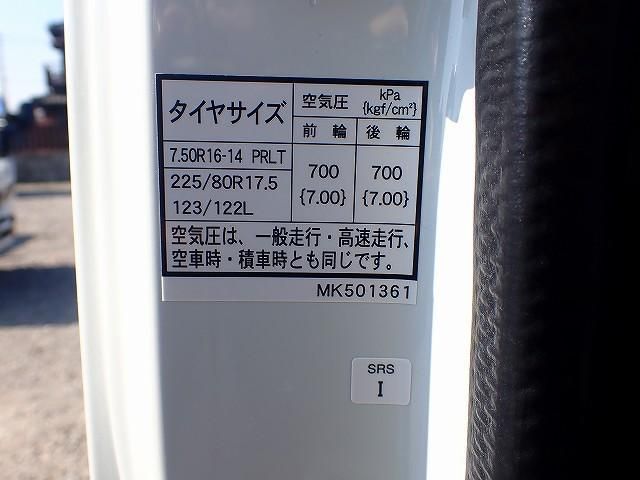 タイヤサイズ
空気圧 kPa
{kgf/cm²}
前輪 後輪
7.50R16-14 PRLT
225/80R17.5
123/122L
700 700
{7.00} {7.00}
空気圧は、一般走行・高速走行、
空車時・積車時とも同じです。
MK501361
SRS
I